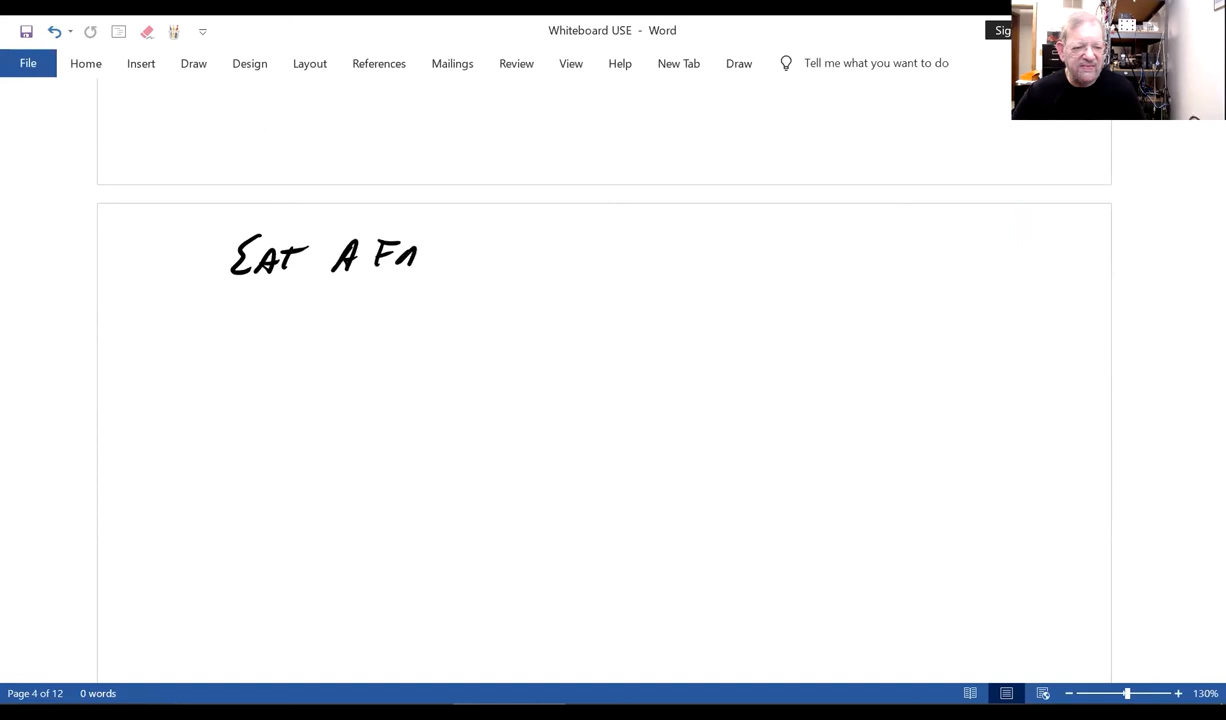 Whiteboard USE - Word
Sig
File Home Insert Draw Design Layout References Mailings Review View Help New Tab Draw Tell me what you want to do
EAT A
Page 4 of 12 0 words 130%